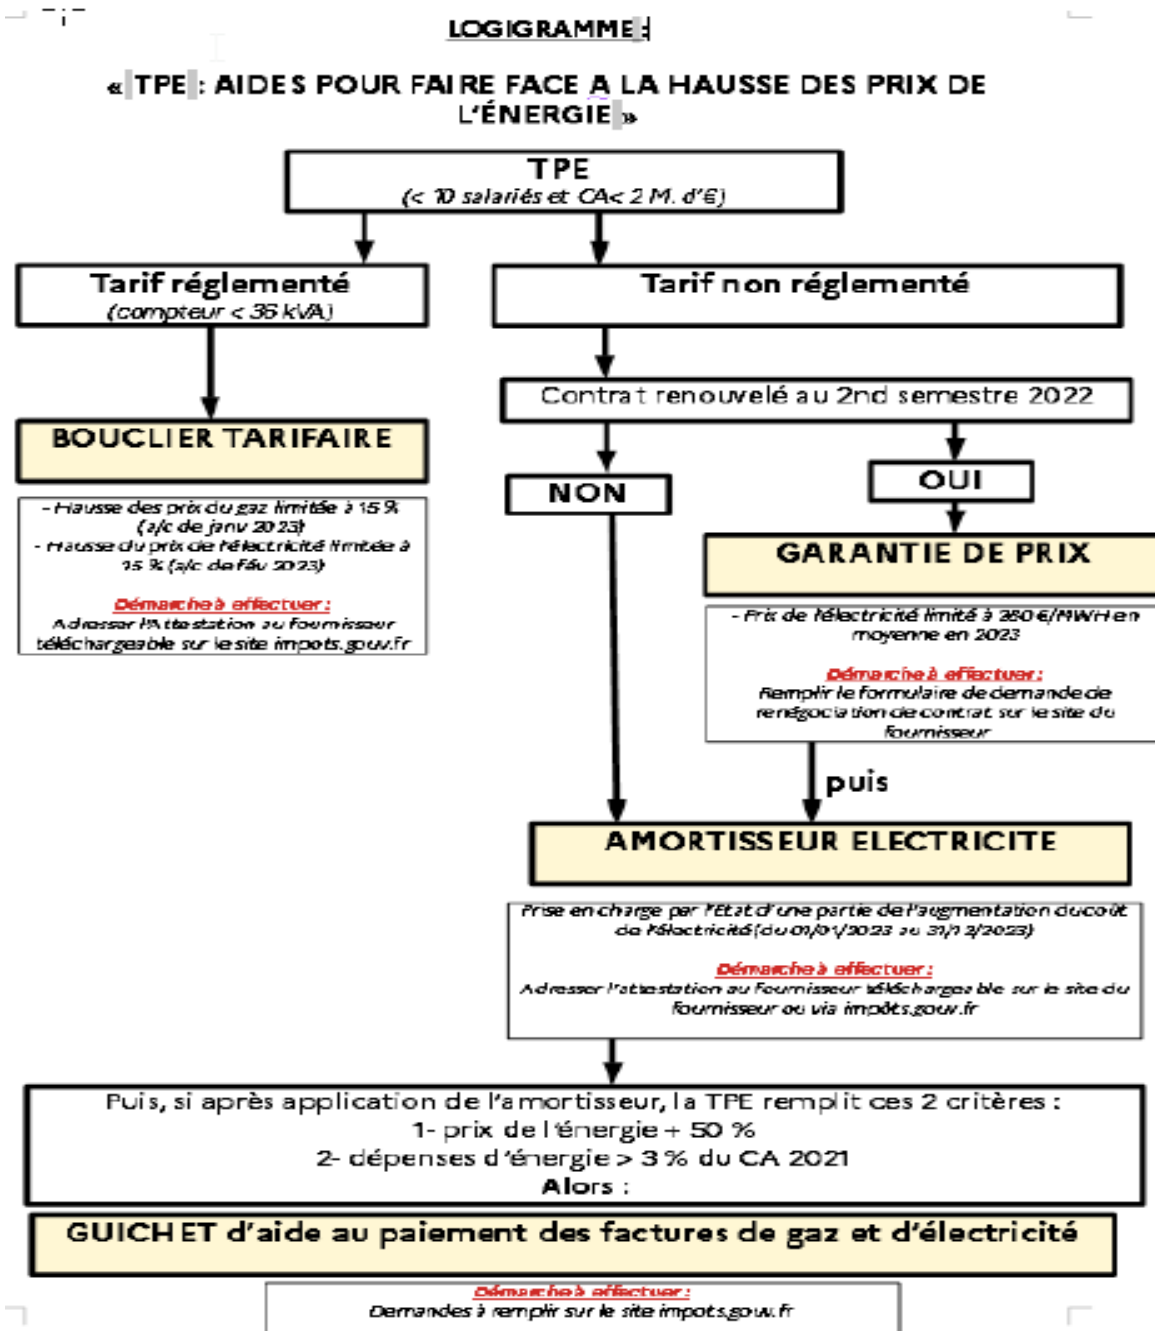 LOGIGRAMME :
« TPE : AIDES POUR FAIRE FACE A LA HAUSSE DES PRIX DE
L'ÉNERGIE »
TPE
(< 10 salariés et CA< 2 M. d'€)
Tarif réglementé
(compteur < 36 kVA)
Tarif non réglementé
Contrat renouvelé au 2nd semestre 2022
BOUCLIER TARIFAIRE
- Hausse des prix du gaz limitée à 15 %
(a/c de janv 2023)
- Hausse du prix de l'électricité limitée à
15 % (a/c de Fév 2023)
Démarche à effectuer :
Adresser l'Attestation au fournisseur
téléchargeable sur le site impots.gouv.fr
NON
OUI
GARANTIE DE PRIX
- Prix de l'électricité limité à 280 €/MWH en
moyenne en 2023
Démarche à effectuer :
Remplir le formulaire de demande de
renégociation de contrat sur le site du
fournisseur
puis
AMORTISSEUR ELECTRICITE
Prise en charge par l'Etat d'une partie de l'augmentation du coût
de l'électricité (du 01/01/2023 au 31/12/2023)
Démarche à effectuer :
Adresser l'attestation au fournisseur téléchargeable sur le site du
fournisseur ou via impôts.gouv.fr
Puis, si après application de l'amortisseur, la TPE remplit ces 2 critères :
1- prix de l'énergie + 50 %
2- dépenses d'énergie > 3 % du CA 2021
Alors :
GUICHET d'aide au paiement des factures de gaz et d'électricité
Démarche à effectuer :
Demandes à remplir sur le site impots.gouv.fr